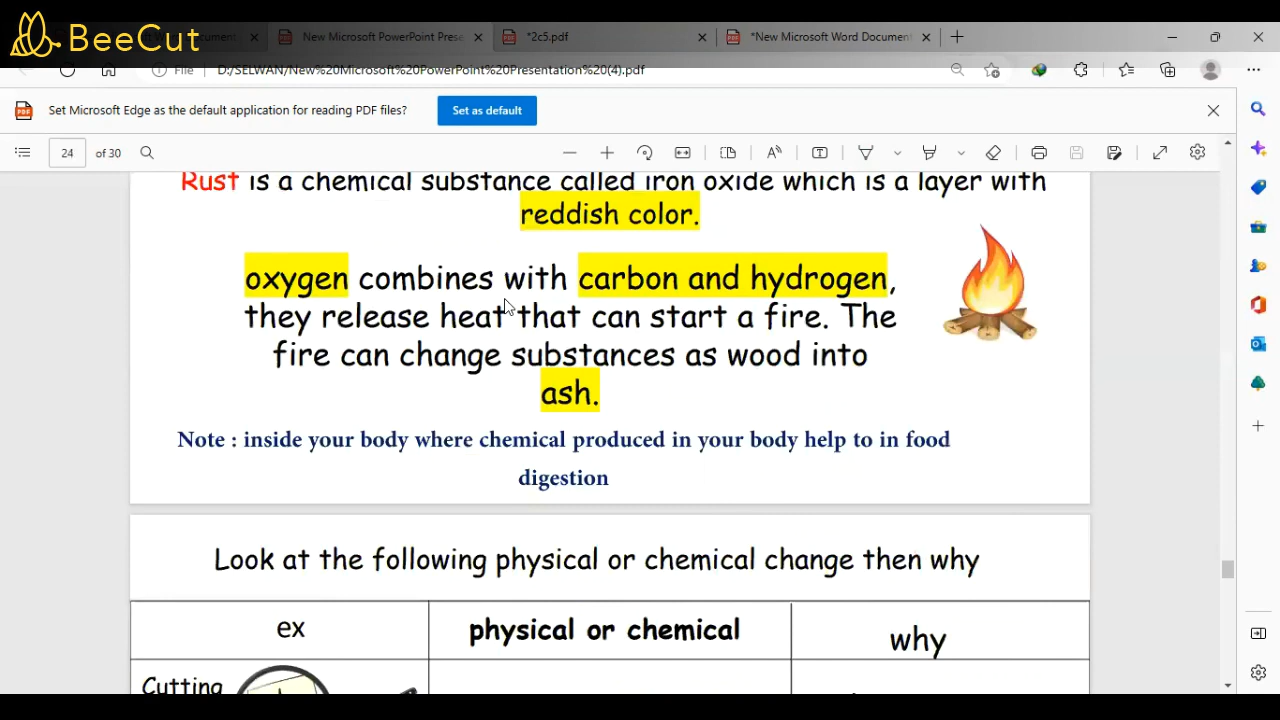 BeeCut
Word Document
New Microsoft PowerPoint Prese
*2c5.pdf
*New Microsoft Word Document
File
D:/SELWAN/New%20Microsoft%20PowerPoint%20Presentation%20(4).pdf
Set Microsoft Edge as the default application for reading PDF files?
Set as default
24 of 30
Rust is a chemical substance called iron oxide which is a layer with
reddish color.
oxygen combines with carbon and hydrogen,
they release heat that can start a fire. The
fire can change substances as wood into
ash.
Note : inside your body where chemical produced in your body help to in food
digestion
Look at the following physical or chemical change then why
ex
physical or chemical
why
Cutting